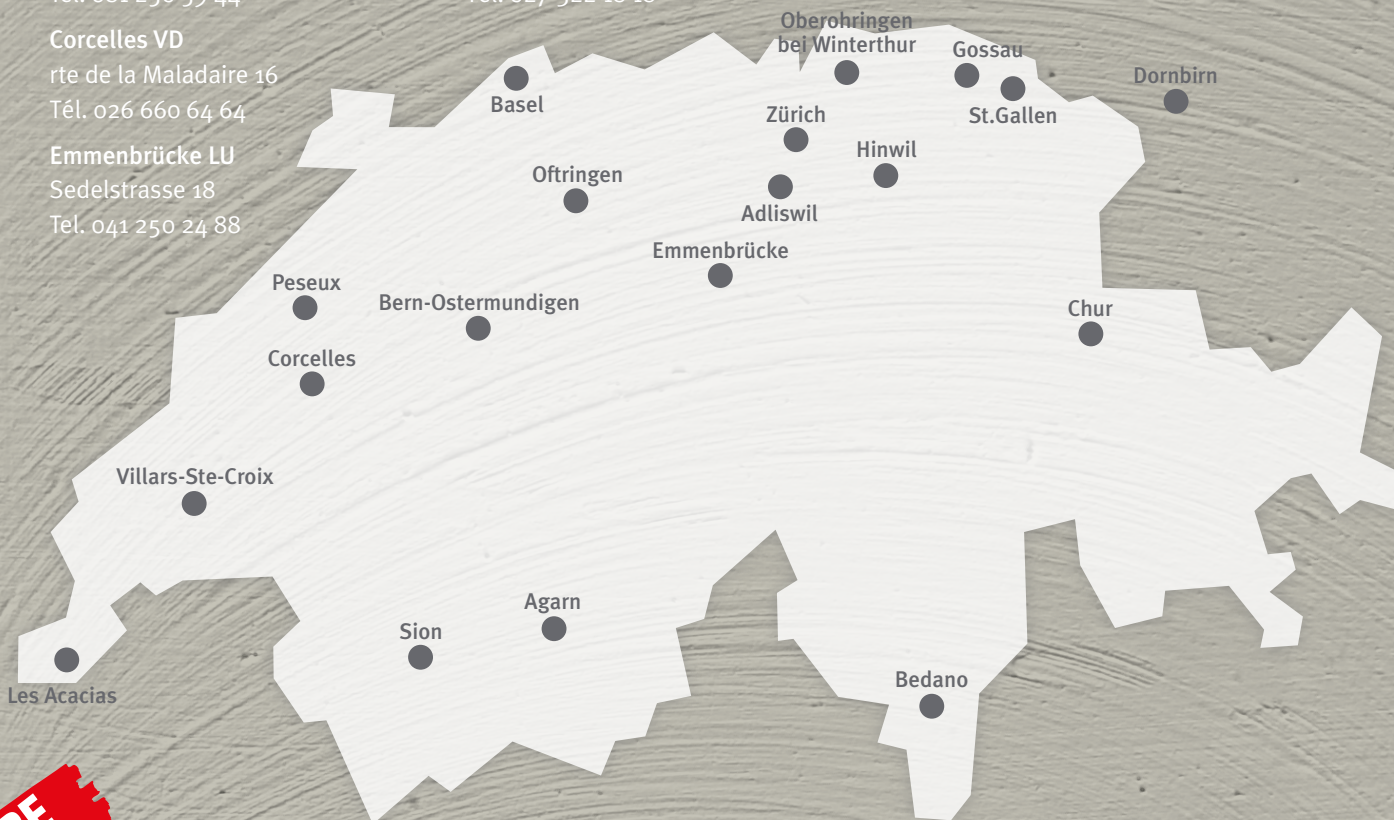 Corcelles VD
rte de la Maladaire 16
Tél. 026 660 64 64
Emmenbrücke LU
Sedelstrasse 18
Tel. 041 250 24 88
Oberohringen
bei Winterthur
Gossau
Dornbirn
Basel
St.Gallen
Zürich
Hinwil
Oftringen
Adliswil
Emmenbrücke
Peseux
Bern-Ostermundigen
Chur
Corcelles
Villars-Ste-Croix
Agarn
Sion
Bedano
Les Acacias